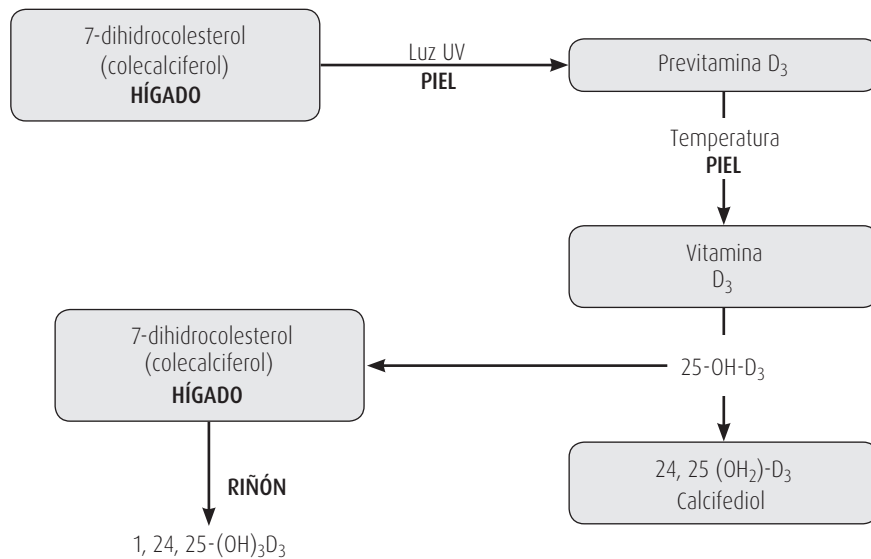 7-dihidrocolesterol
(colecalciferol)
HÍGADO
Luz UV
PIEL
Previtamina D₃
Temperatura
PIEL
Vitamina
D₃
25-OH-D₃
7-dihidrocolesterol
(colecalciferol)
HÍGADO
24, 25 (OH₂)-D₃
Calcifediol
RIÑÓN
1, 24, 25-(OH)₃D₃